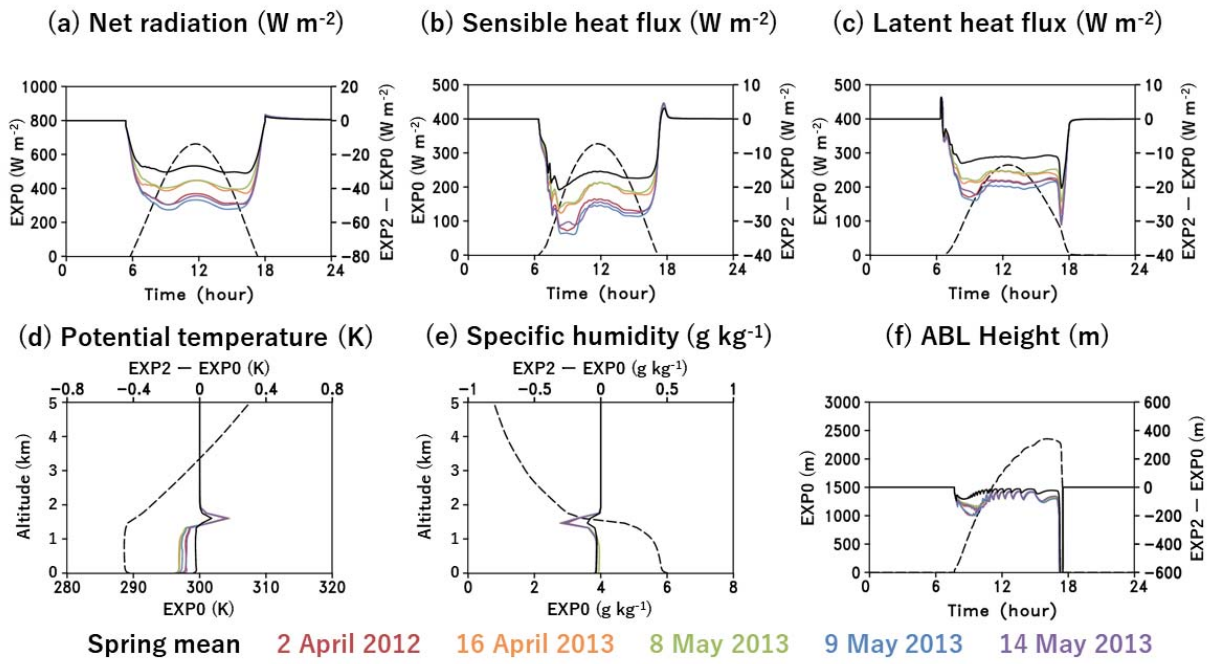 (a) Net radiation (W m-2)
(b) Sensible heat flux (W m-2)
(c) Latent heat flux (W m-2)
1000
800
600
400
200
0
EXP0 (W m-2)
20
0
−20
−40
−60
−80
EXP2 − EXP0 (W m-2)
0 6 12 18 24
Time (hour)
500
400
300
200
100
0
EXP0 (W m-2)
10
0
−10
−20
−30
−40
EXP2 − EXP0 (W m-2)
0 6 12 18 24
Time (hour)
500
400
300
200
100
0
EXP0 (W m-2)
10
0
−10
−20
−30
−40
EXP2 − EXP0 (W m-2)
0 6 12 18 24
Time (hour)
(d) Potential temperature (K)
(e) Specific humidity (g kg-1)
(f) ABL Height (m)
EXP2 − EXP0 (K)
−0.8 −0.4 0 0.4 0.8
5
4
3
2
1
0
Altitude (km)
280 290 300 310 320
EXP0 (K)
EXP2 − EXP0 (g kg-1)
−1 −0.5 0 0.5 1
5
4
3
2
1
0
Altitude (km)
0 2 4 6 8
EXP0 (g kg-1)
3000
2500
2000
1500
1000
500
0
EXP0 (m)
600
400
200
0
−200
−400
−600
EXP2 − EXP0 (m)
0 6 12 18 24
Time (hour)
Spring mean 2 April 2012 16 April 2013 8 May 2013 9 May 2013 14 May 2013